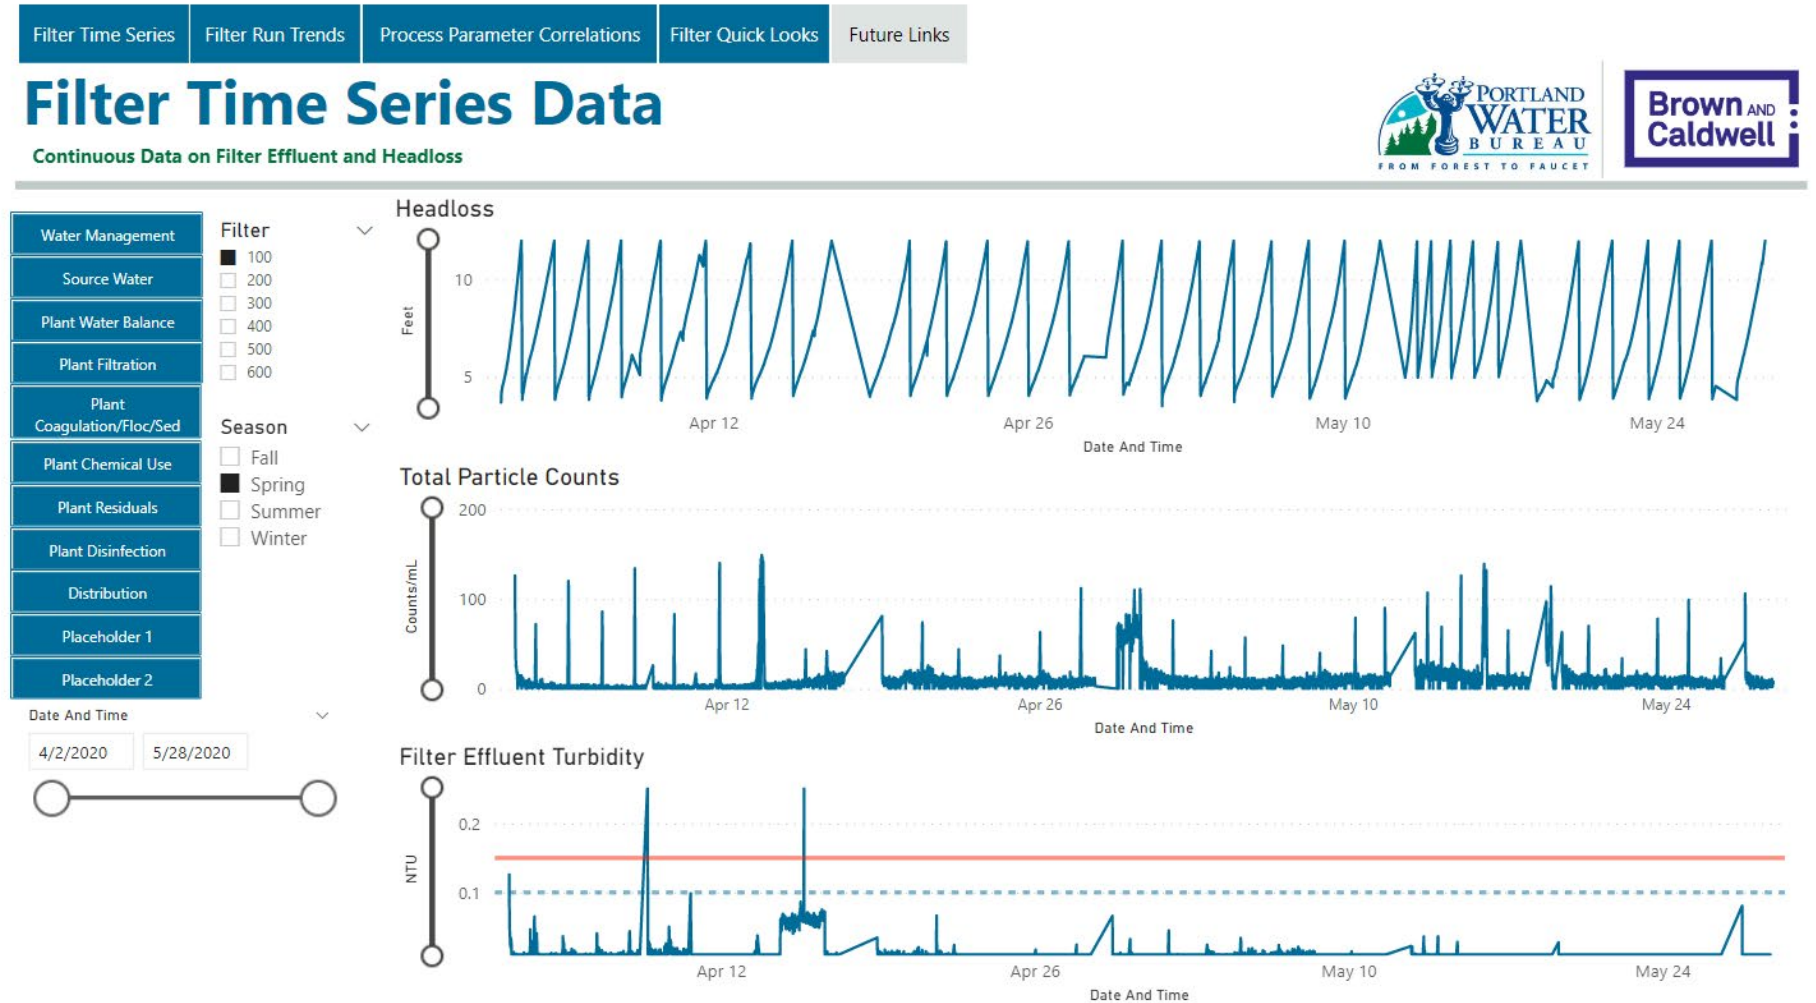 Filter Time Series
Filter Run Trends
Process Parameter Correlations
Filter Quick Looks
Future Links
Filter Time Series Data
Continuous Data on Filter Effluent and Headloss
PORTLAND
WATER
BUREAU
FROM FOREST TO FAUCET
Brown AND
Caldwell
Water Management
Source Water
Plant Water Balance
Plant Filtration
Plant
Coagulation/Floc/Sed
Plant Chemical Use
Plant Residuals
Plant Disinfection
Distribution
Placeholder 1
Placeholder 2
Filter
100
200
300
400
500
600
Season
Fall
Spring
Summer
Winter
Date And Time
4/2/2020
5/28/2020
Headloss
Feet
10
5
Apr 12
Apr 26
May 10
May 24
Date And Time
Total Particle Counts
Counts/mL
200
100
0
Apr 12
Apr 26
May 10
May 24
Date And Time
Filter Effluent Turbidity
NTU
0.2
0.1
Apr 12
Apr 26
May 10
May 24
Date And Time